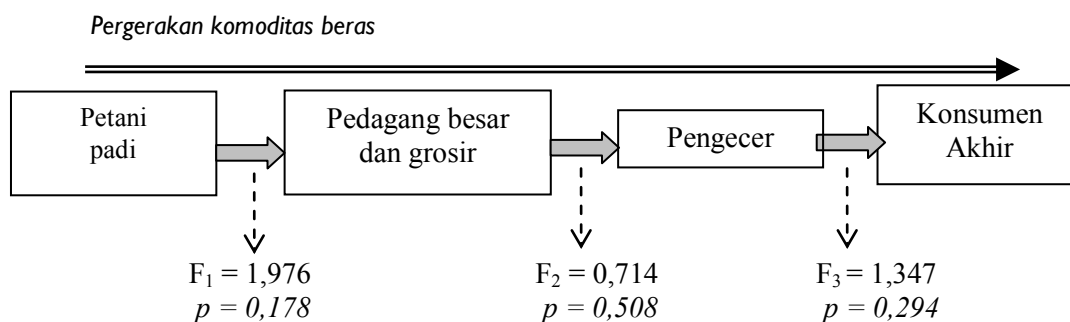 Pergerakan komoditas beras
Petani
padi
Pedagang besar
dan grosir
Pengecer
Konsumen
Akhir
F₁ = 1,976
p = 0,178
F₂ = 0,714
p = 0,508
F₃ = 1,347
p = 0,294